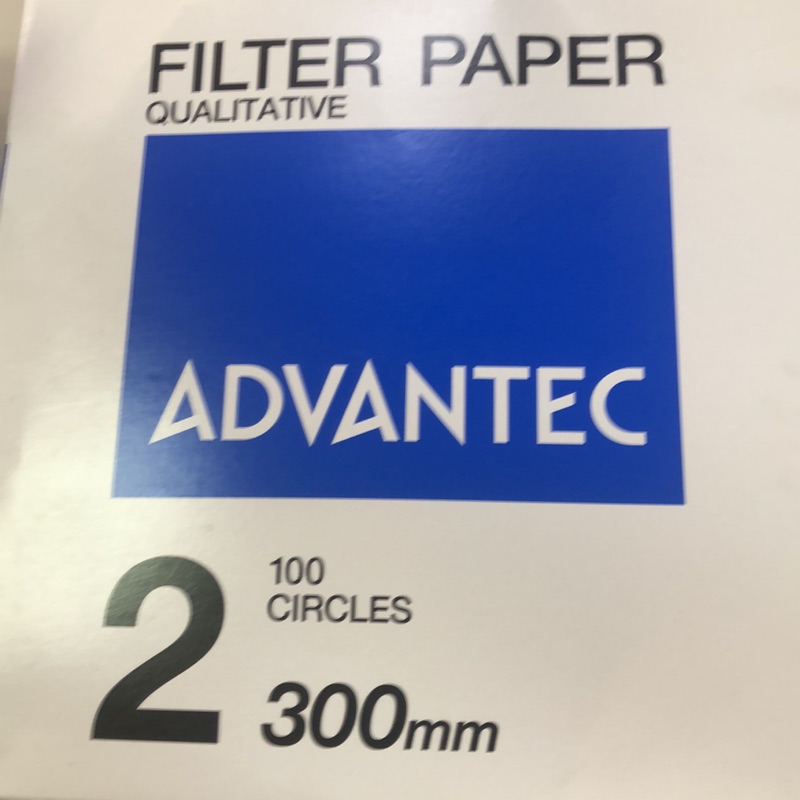 FILTER PAPER
QUALITATIVE
ADVANTEC
2
100
CIRCLES
300mm